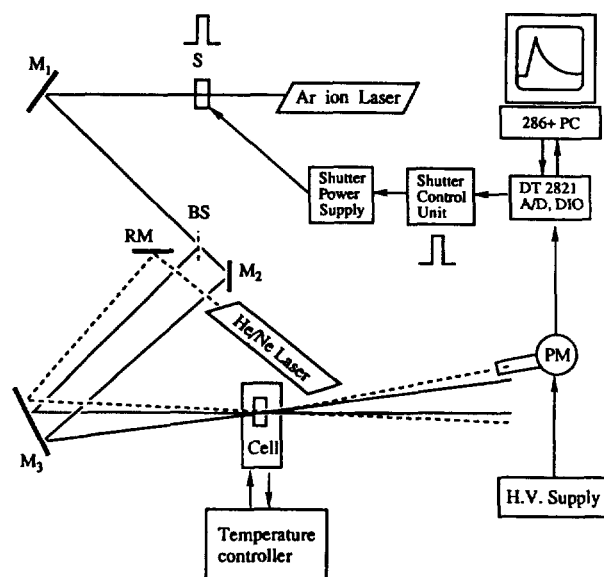 M1
S
Ar ion Laser
286+ PC
Shutter
Power
Supply
Shutter
Control
Unit
DT 2821
A/D, DIO
BS
RM
M2
He/Ne Laser
PM
M3
Cell
H.V. Supply
Temperature
controller